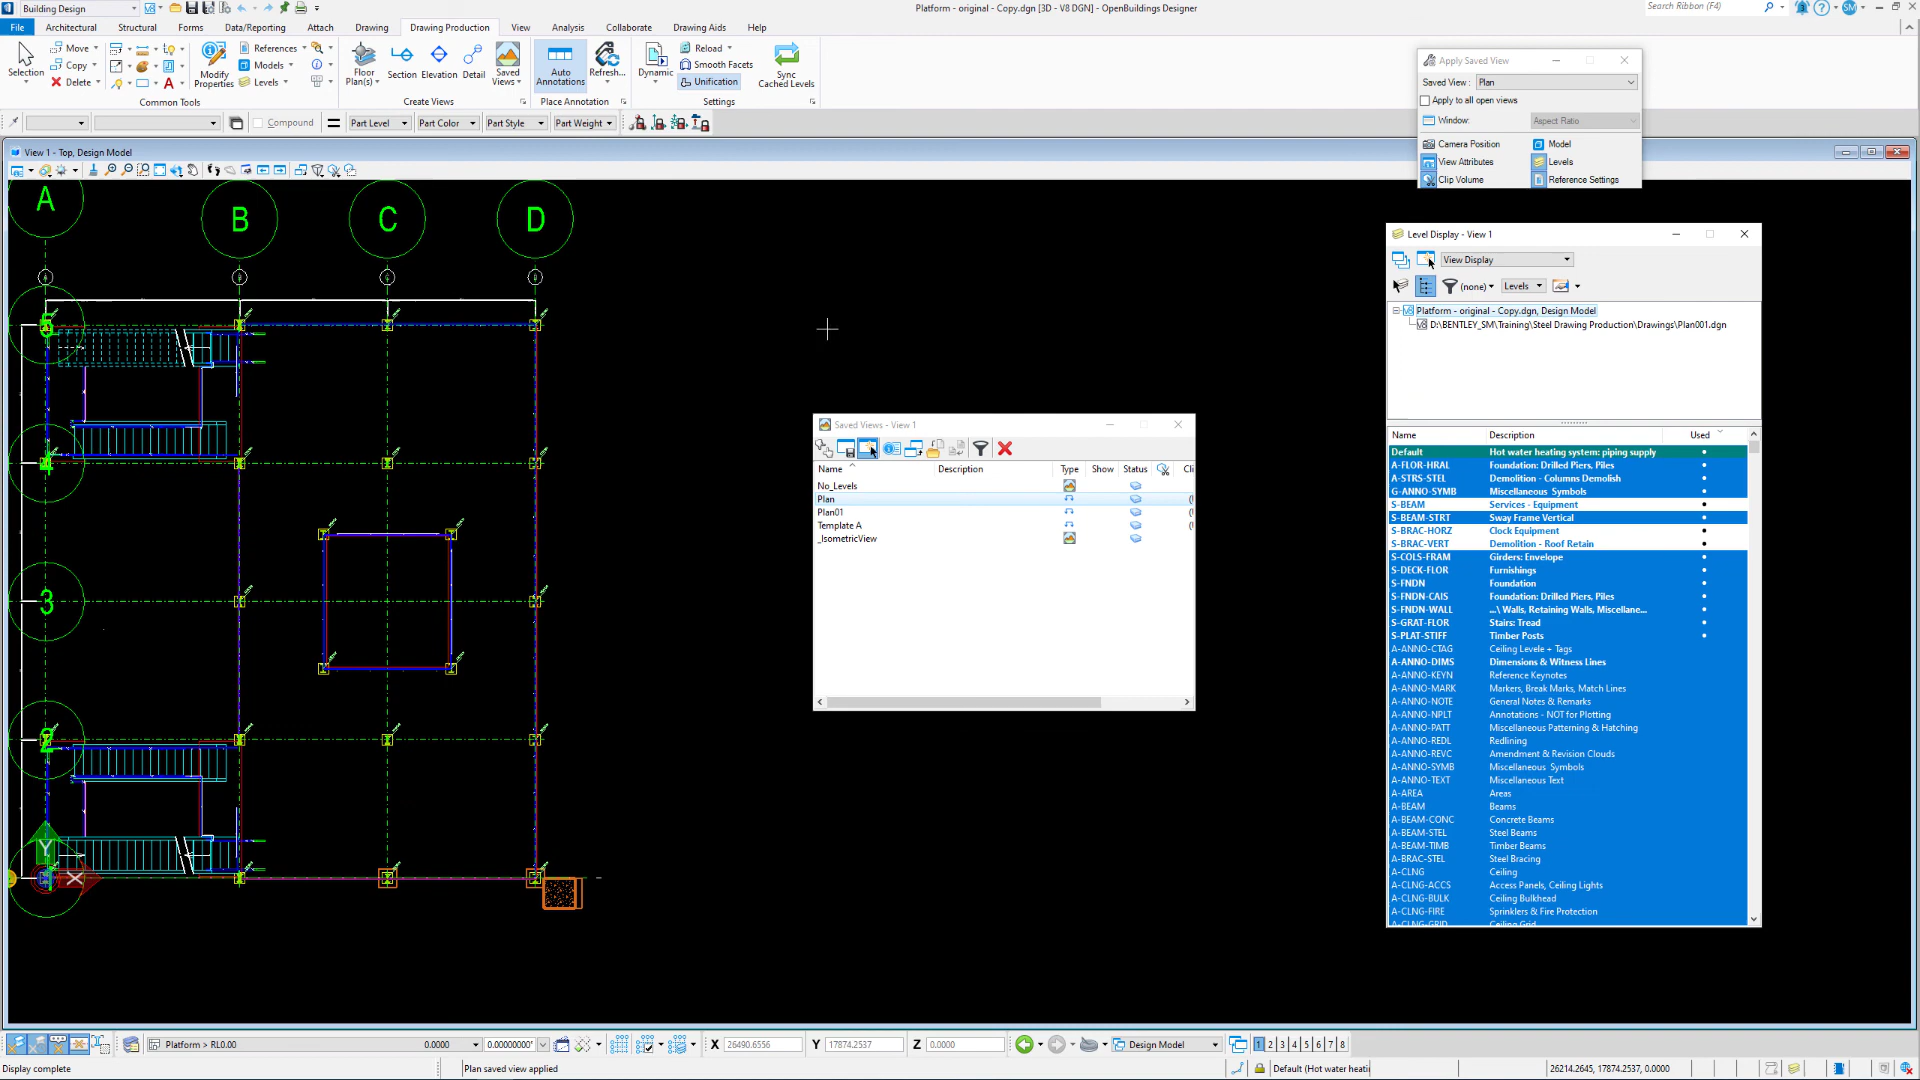 Building Design
Platform - original - Copy.dgn [3D - V8 DGN] - OpenBuildings Designer
Search Ribbon (F4)
SM
File
Architectural
Structural
Forms
Data/Reporting
Attach
Drawing
Drawing Production
View
Analysis
Collaborate
Drawing Aids
Help
Selection
Move
Copy
Delete
Modify Properties
References
Models
Levels
Common Tools
Floor Plan(s)
Section
Elevation
Detail
Saved Views
Create Views
Auto Annotations
Refresh...
Place Annotation
Dynamic
Reload
Smooth Facets
Unification
Settings
Sync Cached Levels
Compound
Part Level
Part Color
Part Style
Part Weight
Apply Saved View
Saved View : Plan
Apply to all open views
Window:
Aspect Ratio
Camera Position
Model
View Attributes
Levels
Clip Volume
Reference Settings
View 1 - Top, Design Model
A
B
C
D
5
4
3
2
Y
X
Saved Views - View 1
Name Description Type Show Status Cli
No_Levels
Plan
Plan01
Template A
_IsometricView
Level Display - View 1
View Display
(none)
Levels
Platform - original - Copy.dgn, Design Model
D:\BENTLEY_SM\Training\Steel Drawing Production\Drawings\Plan001.dgn
Name Description Used
Default Hot water heating system: piping supply
A-FLOR-HRAL Foundation: Drilled Piers, Piles
A-STRS-STEL Demolition - Columns Demolish
G-ANNO-SYMB Miscellaneous Symbols
S-BEAM Services - Equipment
S-BEAM-STRT Sway Frame Vertical
S-BRAC-HORZ Clock Equipment
S-BRAC-VERT Demolition - Roof Retain
S-COLS-FRAM Girders: Envelope
S-DECK-FLOR Furnishings
S-FNDN Foundation
S-FNDN-CAIS Foundation: Drilled Piers, Piles
S-FNDN-WALL ...\ Walls, Retaining Walls, Miscellane...
S-GRAT-FLOR Stairs: Tread
S-PLAT-STIFF Timber Posts
A-ANNO-CTAG Ceiling Levele + Tags
A-ANNO-DIMS Dimensions & Witness Lines
A-ANNO-KEYN Reference Keynotes
A-ANNO-MARK Markers, Break Marks, Match Lines
A-ANNO-NOTE General Notes & Remarks
A-ANNO-NPLT Annotations - NOT for Plotting
A-ANNO-PATT Miscellaneous Patterning & Hatching
A-ANNO-REDL Redlining
A-ANNO-REVC Amendment & Revision Clouds
A-ANNO-SYMB Miscellaneous Symbols
A-ANNO-TEXT Miscellaneous Text
A-AREA Areas
A-BEAM Beams
A-BEAM-CONC Concrete Beams
A-BEAM-STEL Steel Beams
A-BEAM-TIMB Timber Beams
A-BRAC-STEL Steel Bracing
A-CLNG Ceiling
A-CLNG-ACCS Access Panels, Ceiling Lights
A-CLNG-BULK Ceiling Bulkhead
A-CLNG-FIRE Sprinklers & Fire Protection
A-CLNG-GRID Ceiling Grid
Platform > RL0.00 0.0000
0.00000000°
X 26490.6556
Y 17874.2537
Z 0.0000
Design Model
1 2 3 4 5 6 7 8
Display complete
Plan saved view applied
Default (Hot water heatin
26214.2645, 17874.2537, 0.0000